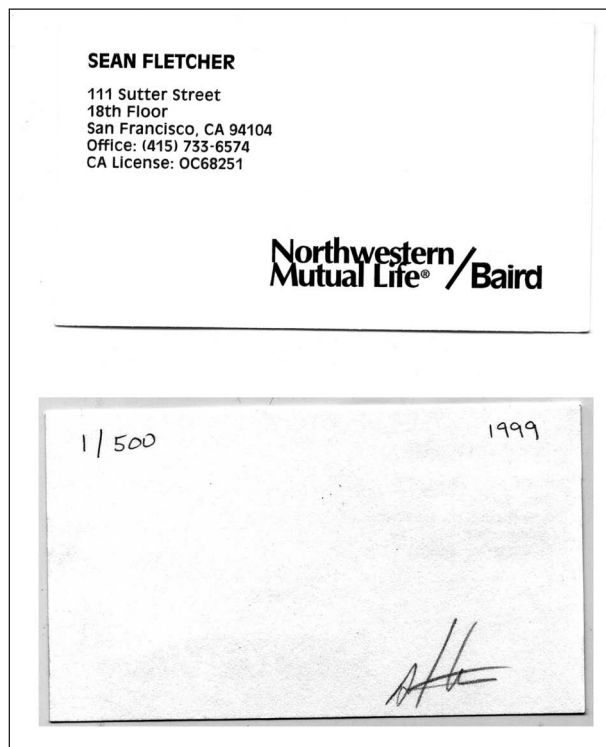 SEAN FLETCHER
111 Sutter Street
18th Floor
San Francisco, CA 94104
Office: (415) 733-6574
CA License: OC68251
Northwestern
Mutual Life® / Baird
1/500 1999